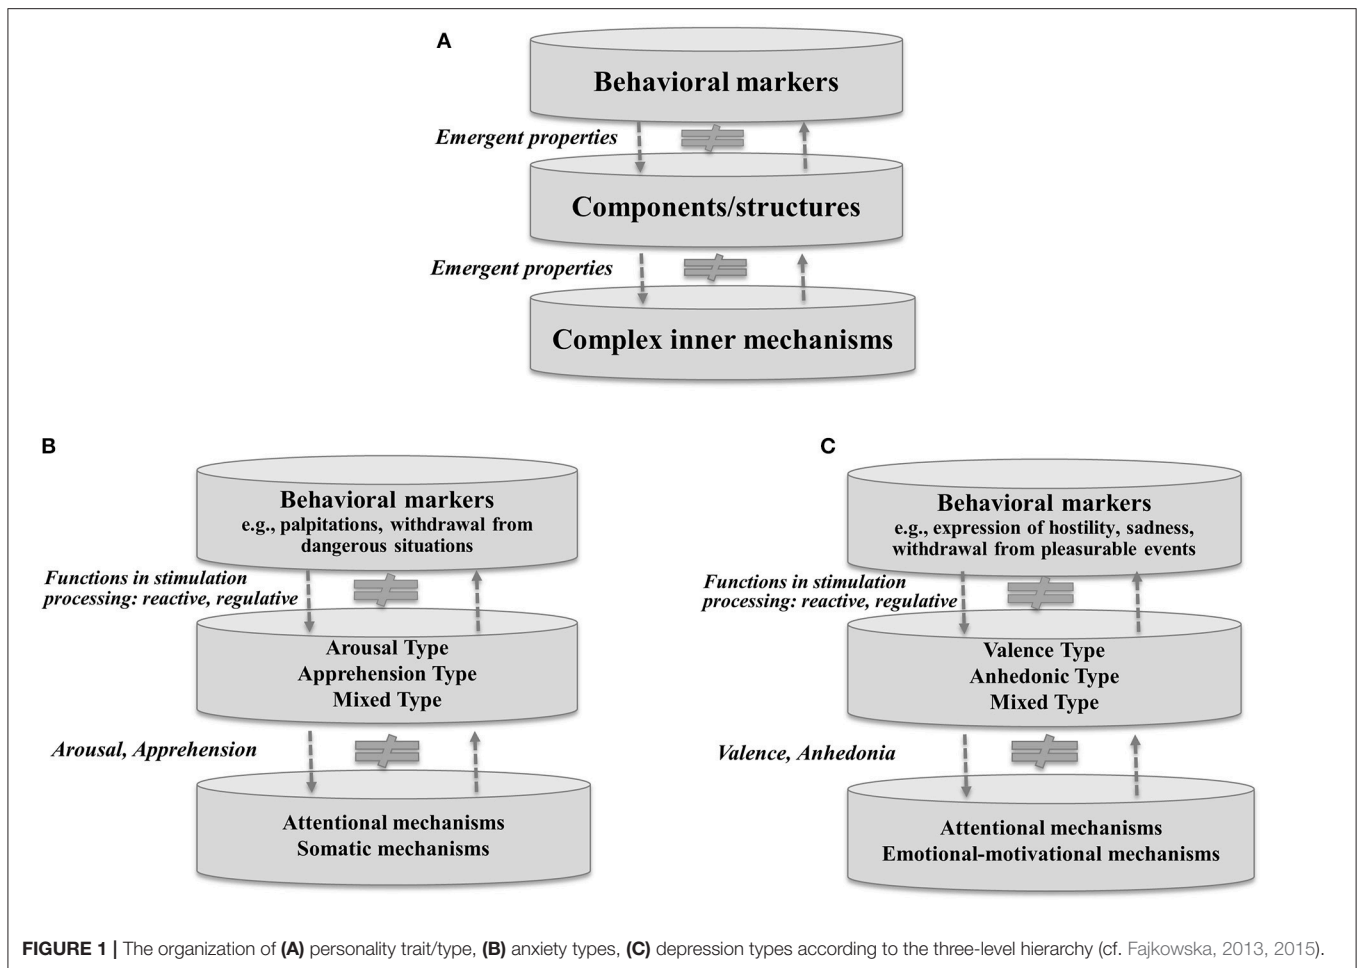 A
Behavioral markers
Emergent properties
≠
Components/structures
Emergent properties
≠
Complex inner mechanisms
B
Behavioral markers
e.g., palpitations, withdrawal from
dangerous situations
Functions in stimulation
processing: reactive, regulative
≠
Arousal Type
Apprehension Type
Mixed Type
Arousal, Apprehension
≠
Attentional mechanisms
Somatic mechanisms
C
Behavioral markers
e.g., expression of hostility, sadness,
withdrawal from pleasurable events
Functions in stimulation
processing: reactive, regulative
≠
Valence Type
Anhedonic Type
Mixed Type
Valence, Anhedonia
≠
Attentional mechanisms
Emotional-motivational mechanisms
FIGURE 1 | The organization of (A) personality trait/type, (B) anxiety types, (C) depression types according to the three-level hierarchy (cf. Fajkowska, 2013, 2015).